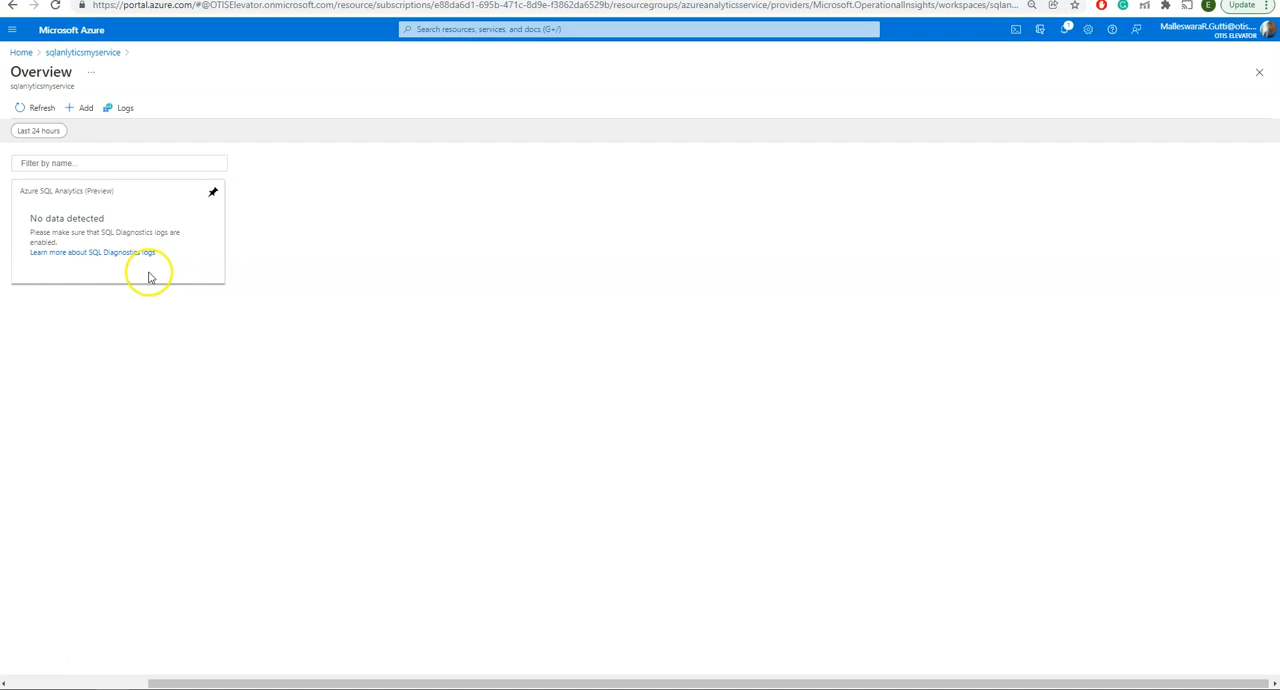 https://portal.azure.com/#@OTISElevator.onmicrosoft.com/resource/subscriptions/e88da6d1-695b-471c-8d9e-f3862da6529b/resourcegroups/azureanalyticsservice/providers/Microsoft.OperationalInsights/workspaces/sqlan...
E
Update
Microsoft Azure
Search resources, services, and docs (G+/)
1
MalleswaraR.Gutti@otis....
OTIS ELEVATOR
Home > sqlanlyticsmyservice >
Overview ...
sqlanlyticsmyservice
Refresh + Add Logs
Last 24 hours
Filter by name...
Azure SQL Analytics (Preview)
No data detected
Please make sure that SQL Diagnostics logs are
enabled.
Learn more about SQL Diagnostics logs